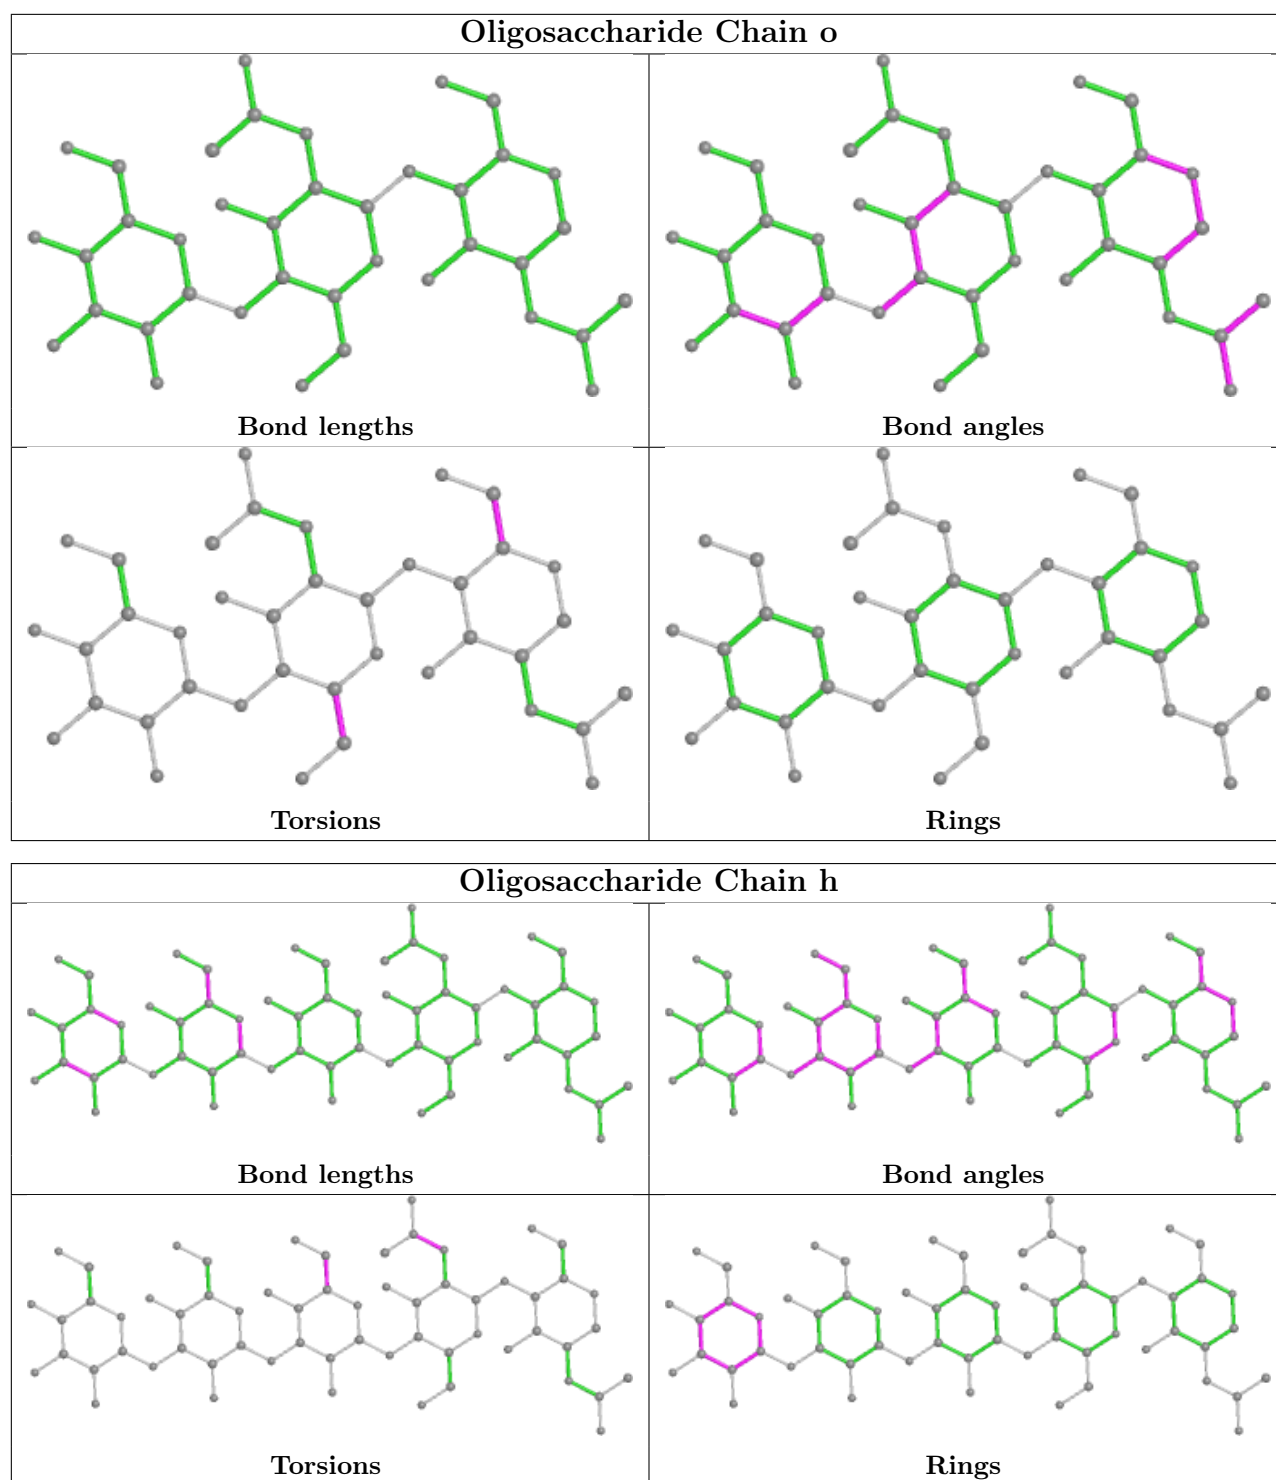 Oligosaccharide Chain o
Bond lengths
Bond angles
Torsions
Rings
Oligosaccharide Chain h
Bond lengths
Bond angles
Torsions
Rings